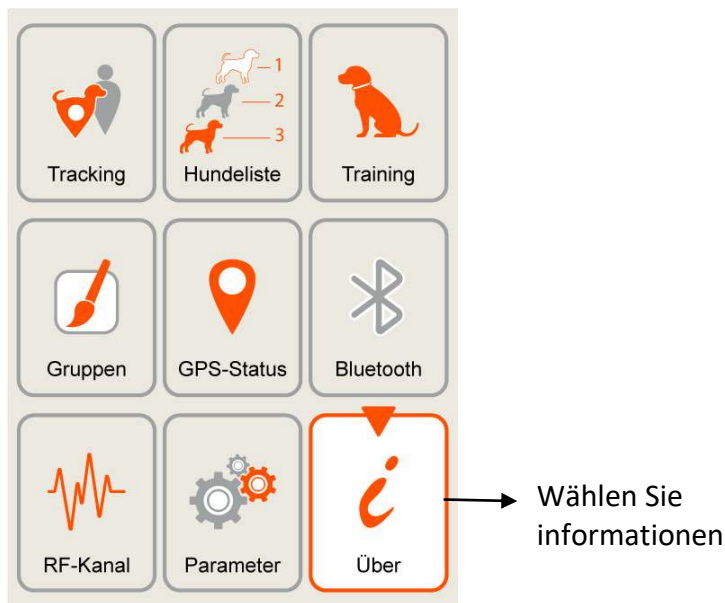 1
2
3
Tracking
Hundeliste
Training
Gruppen
GPS-Status
Bluetooth
RF-Kanal
Parameter
i
Über
Wählen Sie
informationen